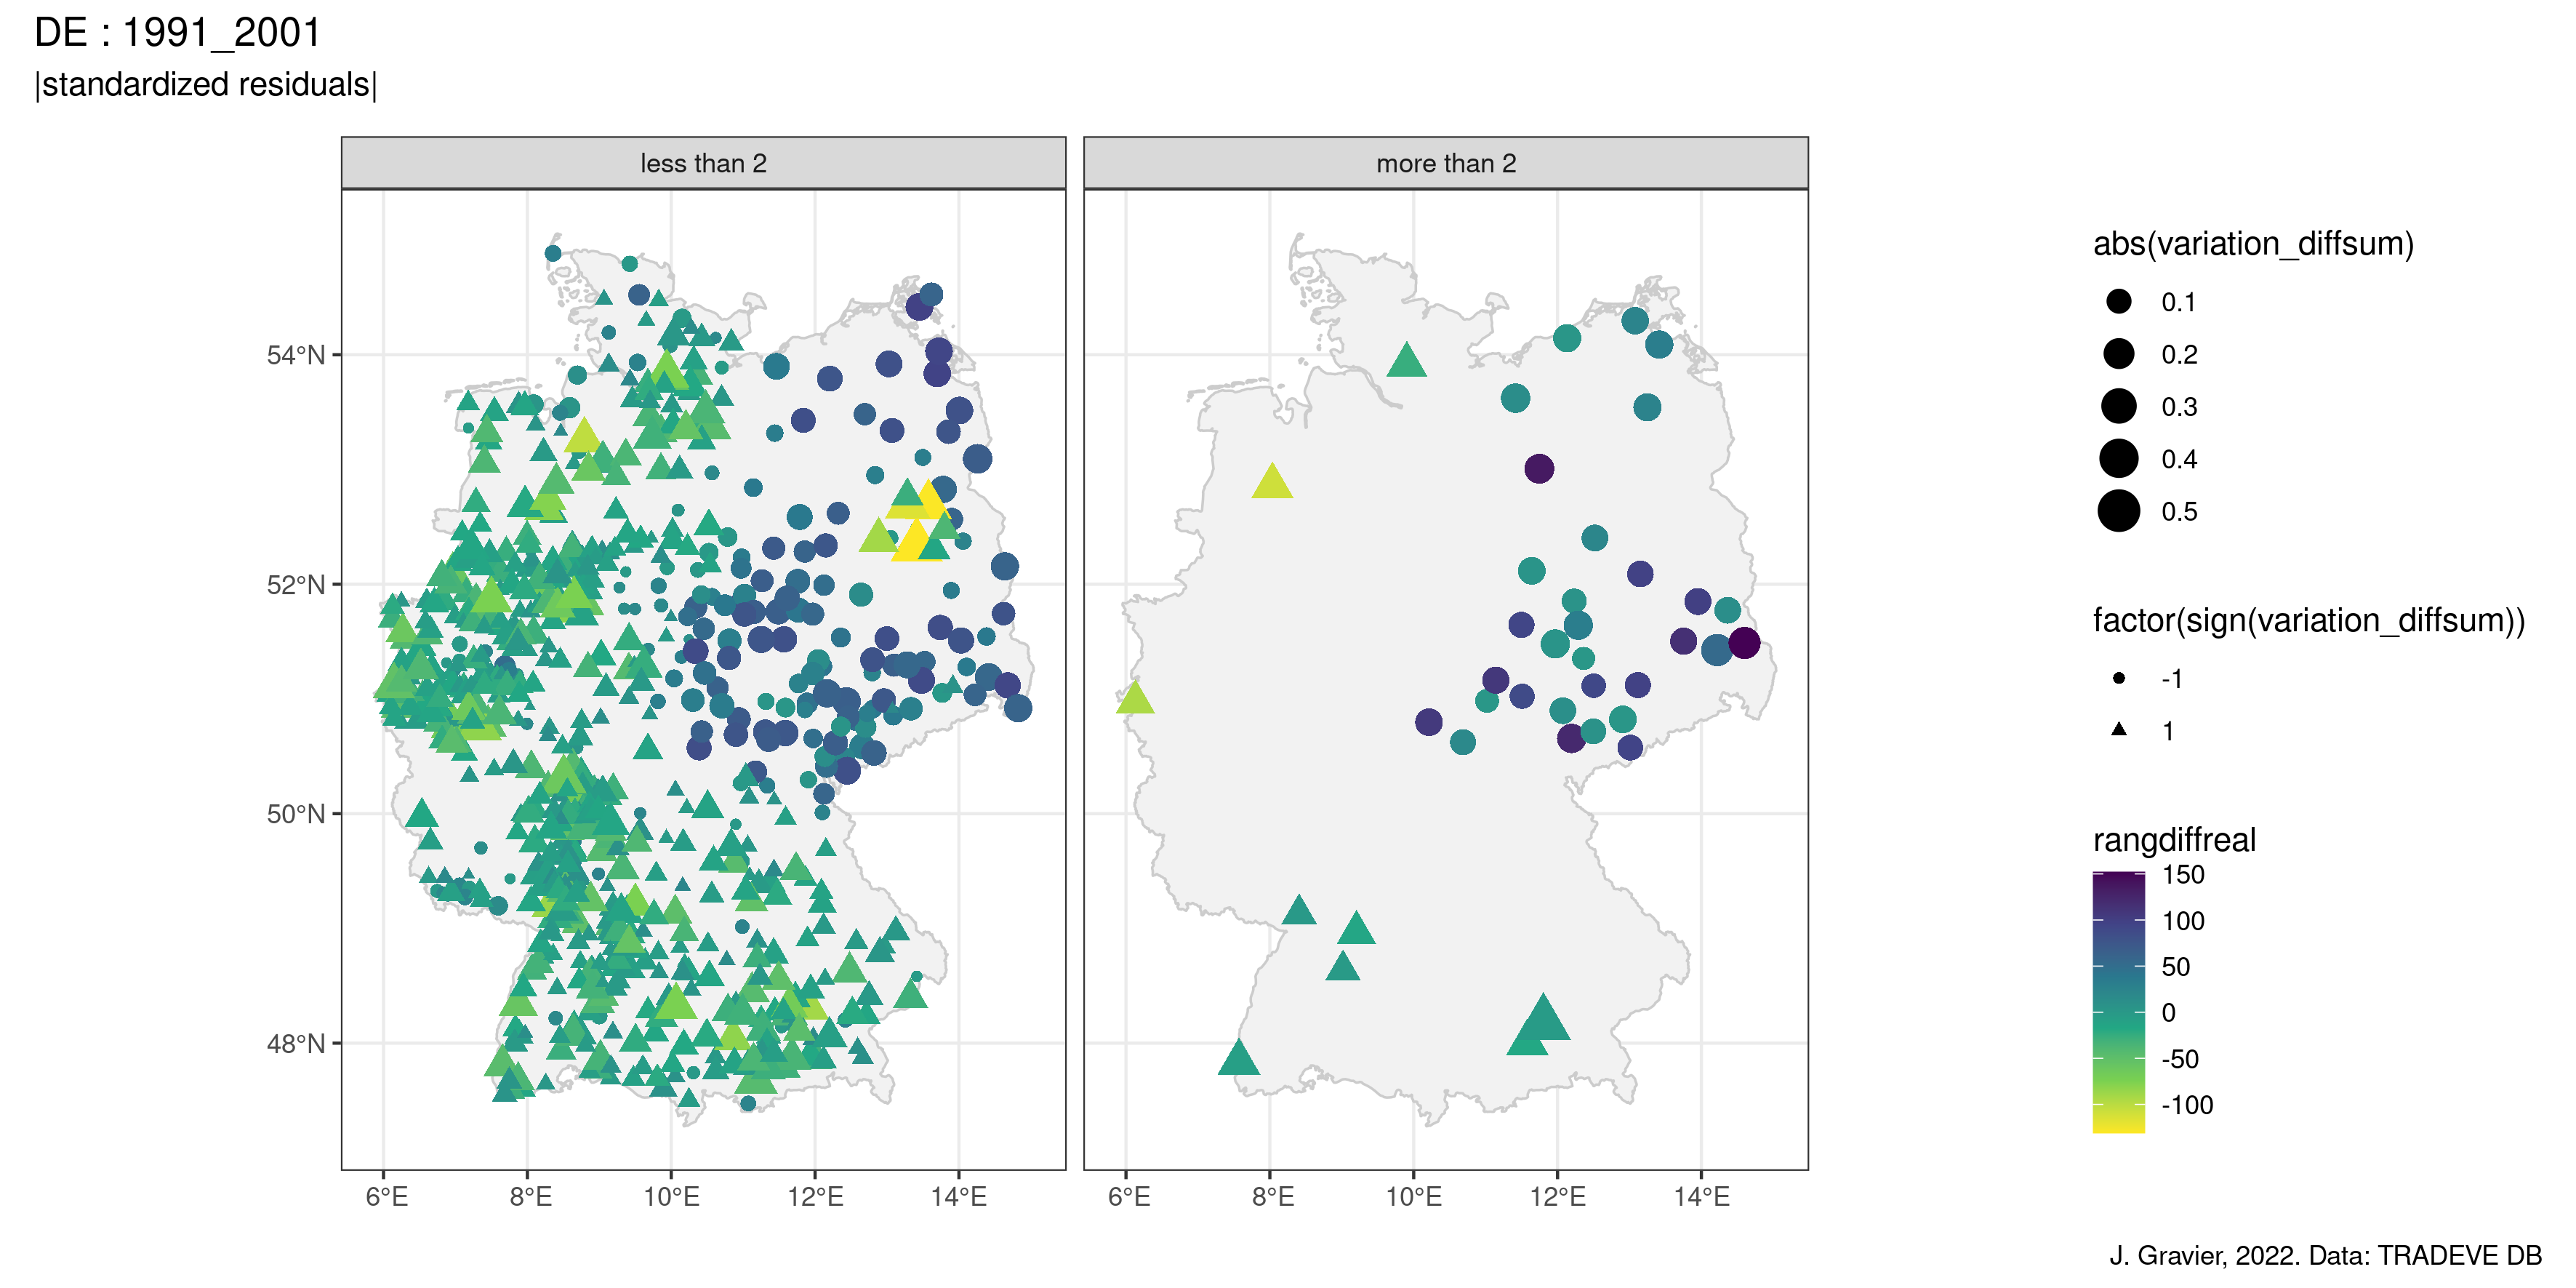 DE : 1991_2001
|standardized residuals|
less than 2
more than 2
54°N
52°N
50°N
48°N
6°E
8°E
10°E
12°E
14°E
6°E
8°E
10°E
12°E
14°E
abs(variation_diffsum)
0.1
0.2
0.3
0.4
0.5
factor(sign(variation_diffsum))
-1
1
rangdiffreal
150
100
50
0
-50
-100
J. Gravier, 2022. Data: TRADEVE DB